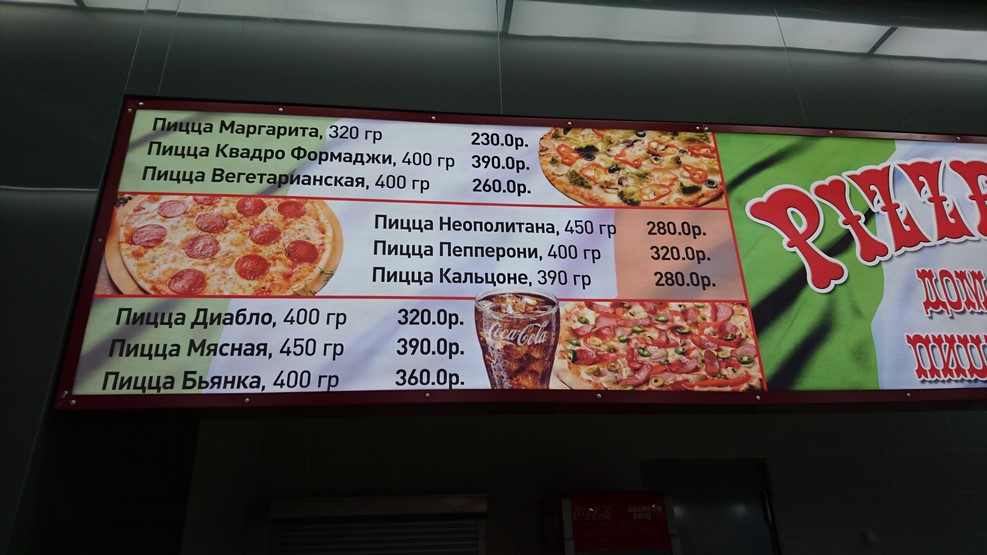 Пицца Маргарита, 320 гр 230.0р.
Пицца Квадро Формаджи, 400 гр 390.0р.
Пицца Вегетарианская, 400 гр 260.0р.
Пицца Неополитана, 450 гр 280.0р.
Пицца Пепперони, 400 гр 320.0р.
Пицца Кальцоне, 390 гр 280.0р.
Пицца Диабло, 400 гр 320.0р.
Пицца Мясная, 450 гр 390.0р.
Пицца Бьянка, 400 гр 360.0р.
Coca-Cola
PIZZ
Coca-Cola